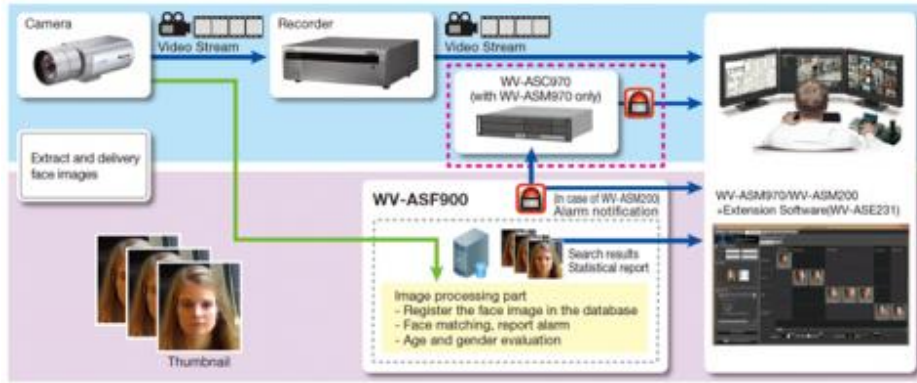 Camera
Video Stream
Recorder
Video Stream
WV-ASC970
(with WV-ASM970 only)
Extract and delivery
face images
WV-ASF900
(In case of WV-ASM200)
Alarm notification
WV-ASM970/WV-ASM200
+Extension Software(WV-ASE231)
Search results
Statistical report
Image processing part
- Register the face image in the database
- Face matching, report alarm
- Age and gender evaluation
Thumbnail